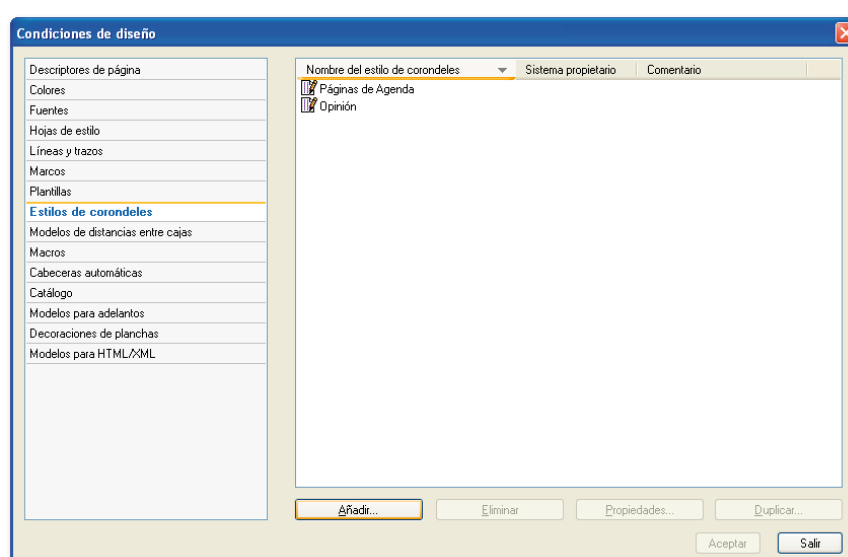 Condiciones de diseño
Descriptores de página
Colores
Fuentes
Hojas de estilo
Líneas y trazos
Marcos
Plantillas
Estilos de corondeles
Modelos de distancias entre cajas
Macros
Cabeceras automáticas
Catálogo
Modelos para adelantos
Decoraciones de planchas
Modelos para HTML/XML
Nombre del estilo de corondeles Sistema propietario Comentario
Páginas de Agenda
Opinión
Añadir... Eliminar Propiedades... Duplicar...
Aceptar Salir